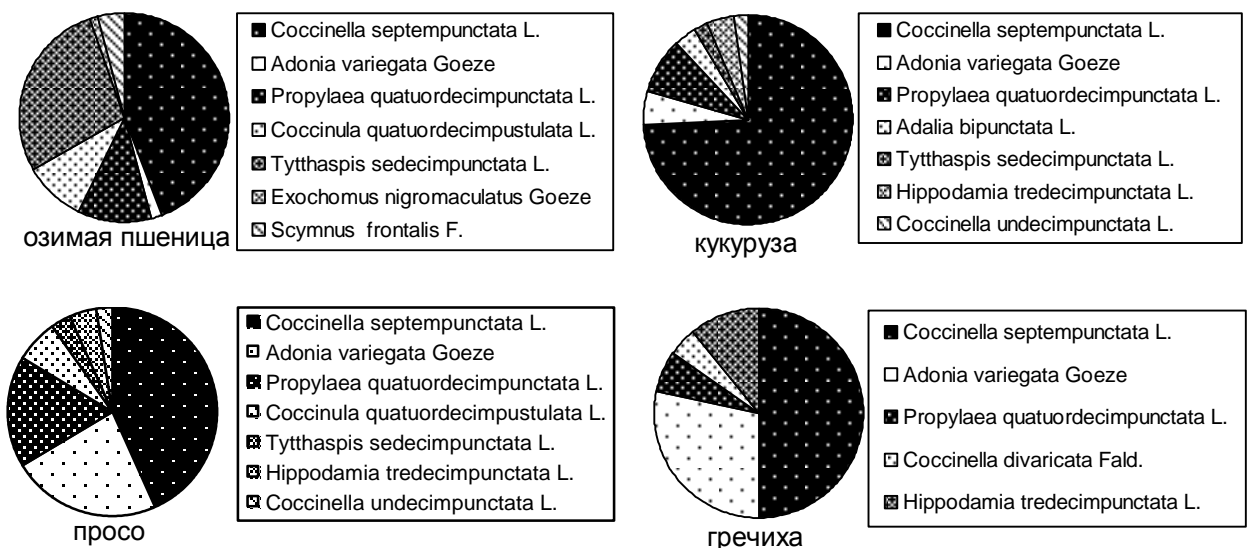 Coccinella septempunctata L.
Adonia variegata Goeze
Propylaea quatuordecimpunctata L.
Coccinula quatuordecimpustulata L.
Tytthaspis sedecimpunctata L.
Exochomus nigromaculatus Goeze
Scymnus frontalis F.
озимая пшеница
Coccinella septempunctata L.
Adonia variegata Goeze
Propylaea quatuordecimpunctata L.
Adalia bipunctata L.
Tytthaspis sedecimpunctata L.
Hippodamia tredecimpunctata L.
Coccinella undecimpunctata L.
кукуруза
Coccinella septempunctata L.
Adonia variegata Goeze
Propylaea quatuordecimpunctata L.
Coccinula quatuordecimpustulata L.
Tytthaspis sedecimpunctata L.
Hippodamia tredecimpunctata L.
Coccinella undecimpunctata L.
просо
Coccinella septempunctata L.
Adonia variegata Goeze
Propylaea quatuordecimpunctata L.
Coccinella divaricata Fald.
Hippodamia tredecimpunctata L.
гречиха